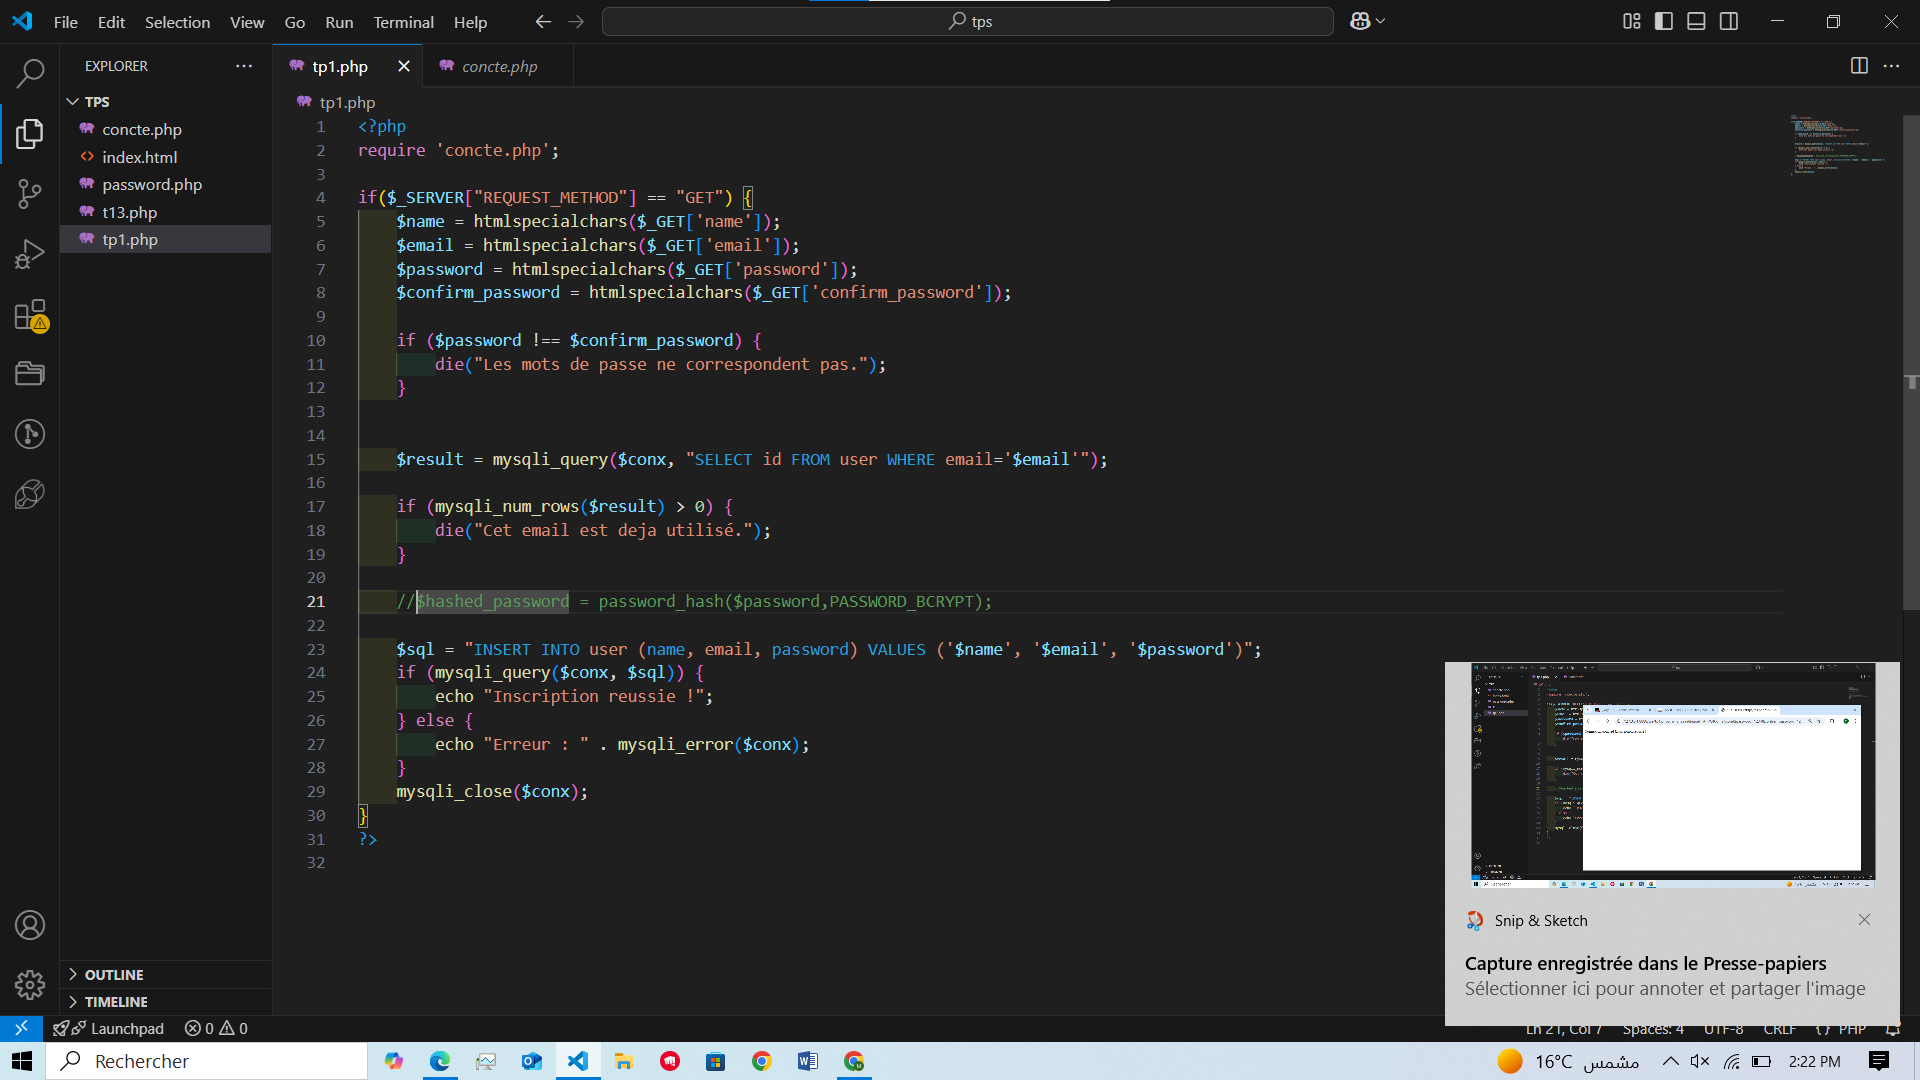 File Edit Selection View Go Run Terminal Help
tps
EXPLORER
TPS
concte.php
index.html
password.php
t13.php
tp1.php
OUTLINE
TIMELINE
tp1.php
concte.php
tp1.php
1 <?php
2 require 'concte.php';
3
4 if($_SERVER["REQUEST_METHOD"] == "GET") {
5 $name = htmlspecialchars($_GET['name']);
6 $email = htmlspecialchars($_GET['email']);
7 $password = htmlspecialchars($_GET['password']);
8 $confirm_password = htmlspecialchars($_GET['confirm_password']);
9
10 if ($password !== $confirm_password) {
11 die("Les mots de passe ne correspondent pas.");
12 }
13
14
15 $result = mysqli_query($conx, "SELECT id FROM user WHERE email='$email'");
16
17 if (mysqli_num_rows($result) > 0) {
18 die("Cet email est deja utilisé.");
19 }
20
21 //$hashed_password = password_hash($password,PASSWORD_BCRYPT);
22
23 $sql = "INSERT INTO user (name, email, password) VALUES ('$name', '$email', '$password')";
24 if (mysqli_query($conx, $sql)) {
25 echo "Inscription reussie !";
26 } else {
27 echo "Erreur : " . mysqli_error($conx);
28 }
29 mysqli_close($conx);
30 }
31 ?>
32
Snip & Sketch
Capture enregistrée dans le Presse-papiers
Sélectionner ici pour annoter et partager l'image
Launchpad 0 0
Ln 21, Col 7 Spaces: 4 UTF-8 CRLF {} PHP
Rechercher
16°C مشمس
2:22 PM